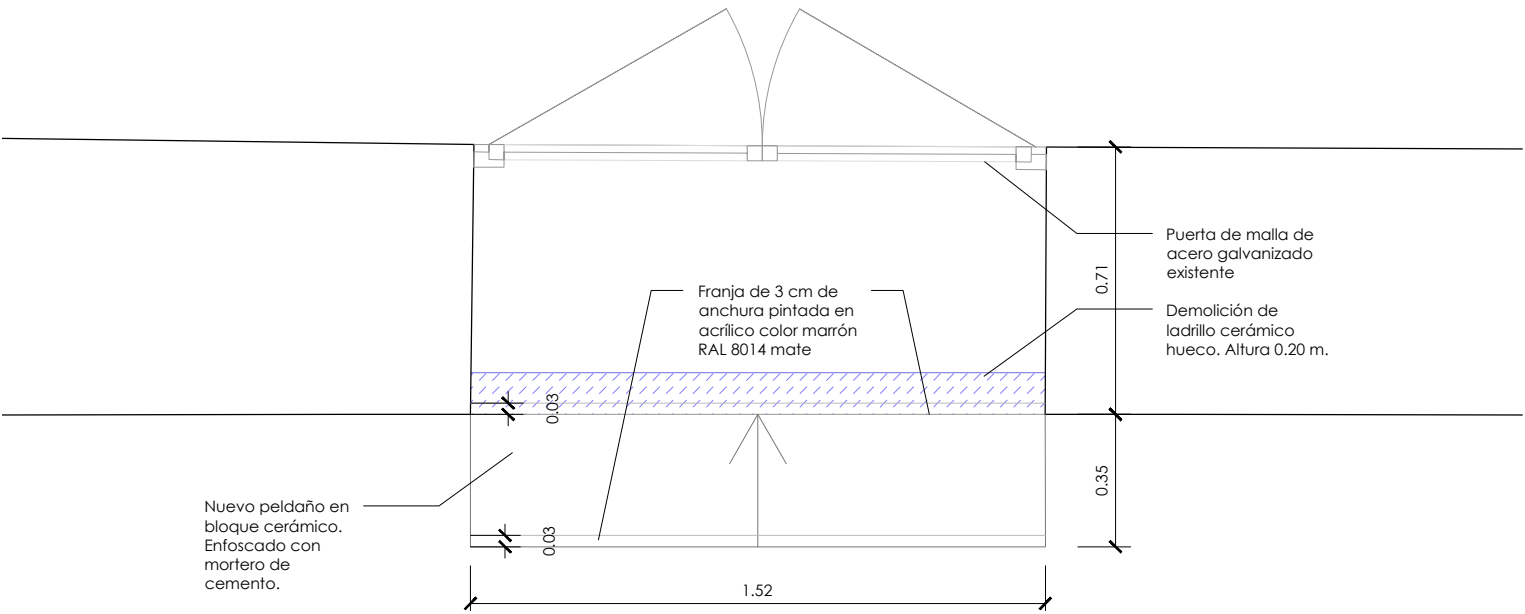 Puerta de malla de
acero galvanizado
existente
0.71
Franja de 3 cm de
anchura pintada en
acrílico color marrón
RAL 8014 mate
Demolición de
ladrillo cerámico
hueco. Altura 0.20 m.
0.03
0.35
Nuevo peldaño en
bloque cerámico.
Enfoscado con
mortero de
cemento.
0.03
1.52